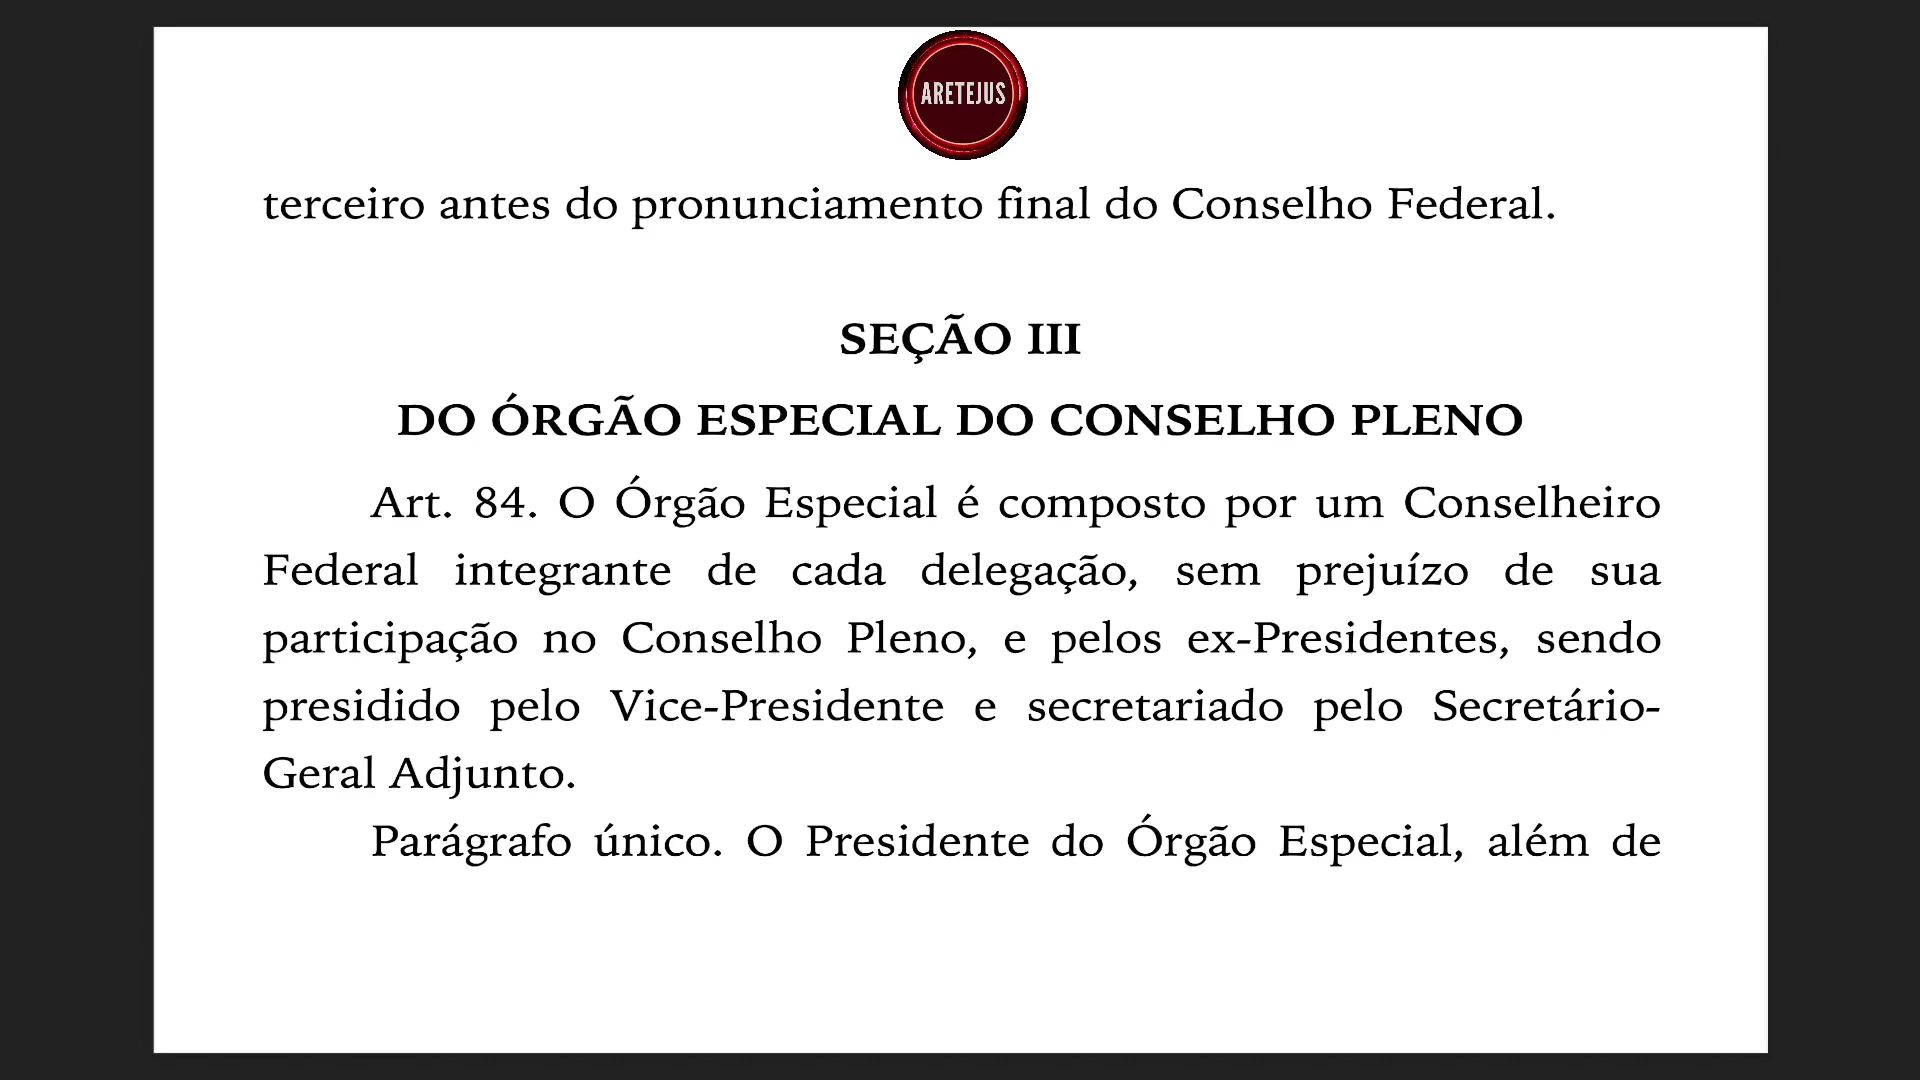 ARETEJUS
terceiro antes do pronunciamento final do Conselho Federal.
SEÇÃO III
DO ÓRGÃO ESPECIAL DO CONSELHO PLENO
Art. 84. O Órgão Especial é composto por um Conselheiro
Federal integrante de cada delegação, sem prejuízo de sua
participação no Conselho Pleno, e pelos ex-Presidentes, sendo
presidido pelo Vice-Presidente e secretariado pelo Secretário-
Geral Adjunto.
Parágrafo único. O Presidente do Órgão Especial, além de